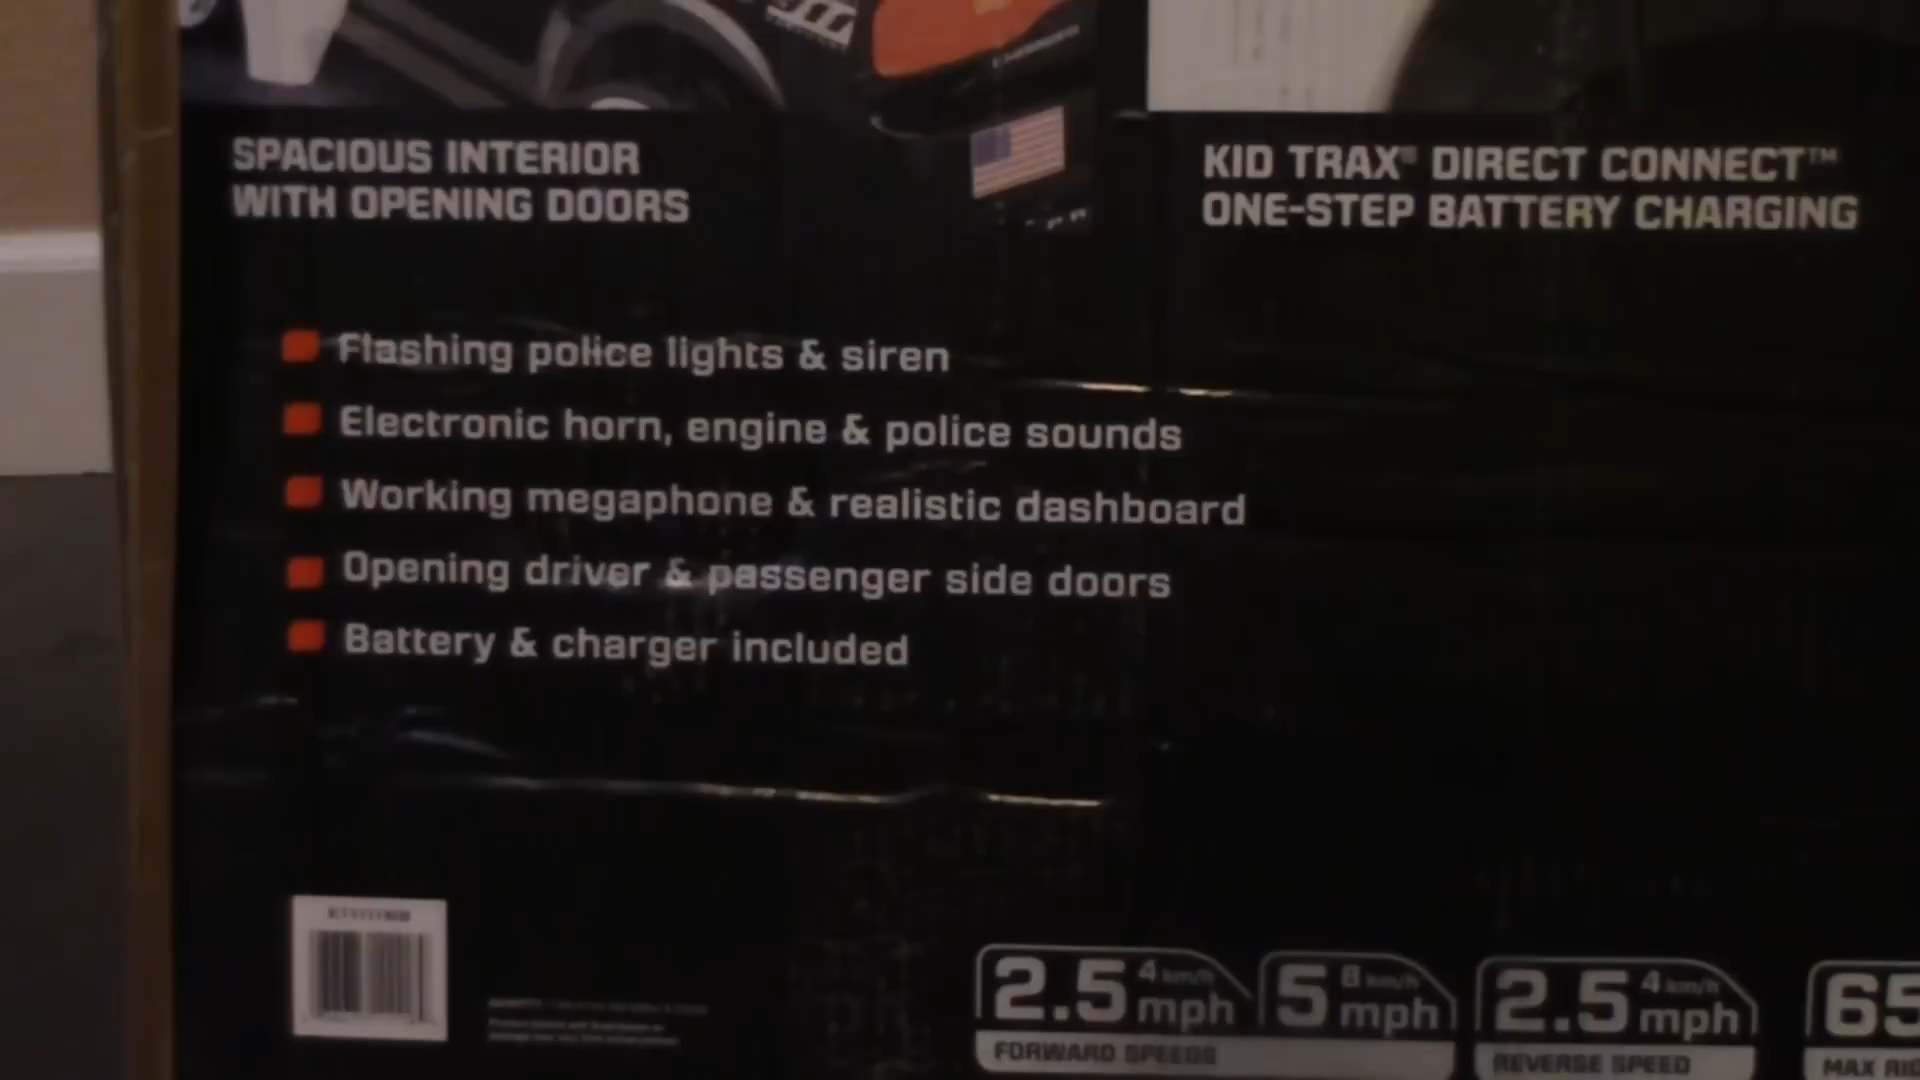 SPACIOUS INTERIOR
WITH OPENING DOORS
KID TRAX® DIRECT CONNECT™
ONE-STEP BATTERY CHARGING
Flashing police lights & siren
Electronic horn, engine & police sounds
Working megaphone & realistic dashboard
Opening driver & passenger side doors
Battery & charger included
2.5 mph 4 km/h
5 mph 8 km/h
FORWARD SPEEDS
2.5 mph 4 km/h
REVERSE SPEED
65
MAX